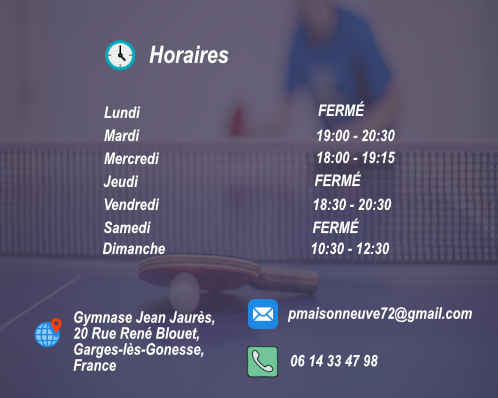 Horaires
Lundi FERMÉ
Mardi 19:00 - 20:30
Mercredi 18:00 - 19:15
Jeudi FERMÉ
Vendredi 18:30 - 20:30
Samedi FERMÉ
Dimanche 10:30 - 12:30
Gymnase Jean Jaurès,
20 Rue René Blouet,
Garges-lès-Gonesse,
France
pmaisonneuve72@gmail.com
06 14 33 47 98